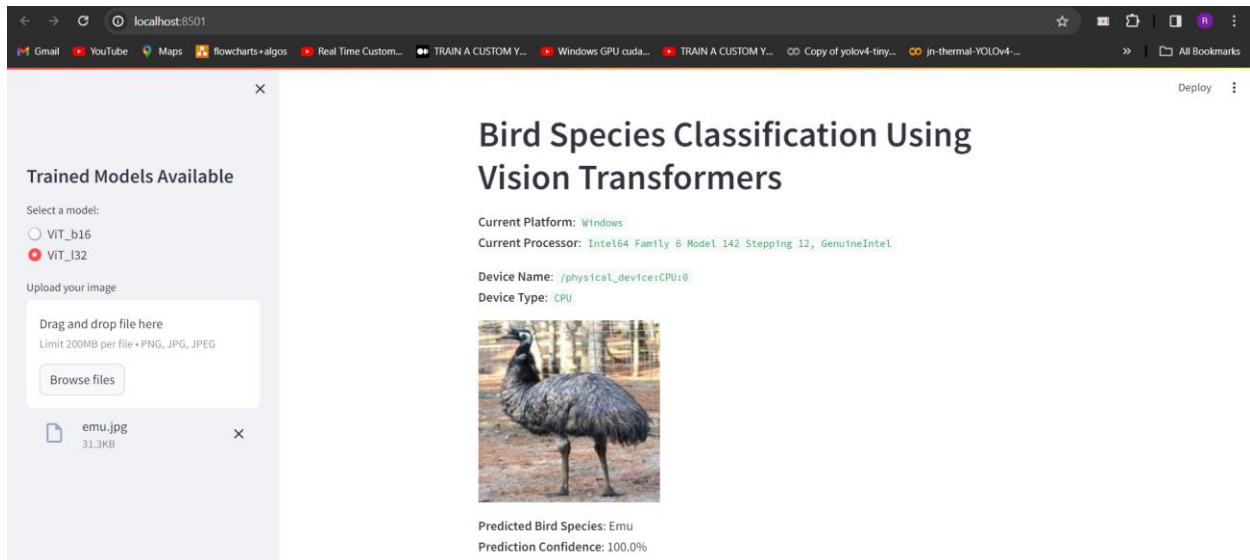 localhost:8501
R
Gmail YouTube Maps flowcharts+algos Real Time Custom... TRAIN A CUSTOM Y... Windows GPU cuda... TRAIN A CUSTOM Y... Copy of yolov4-tiny... jn-thermal-YOLOv4-... » All Bookmarks
Deploy
Trained Models Available
Select a model:
ViT_b16
ViT_l32
Upload your image
Drag and drop file here
Limit 200MB per file • PNG, JPG, JPEG
Browse files
emu.jpg
31.3KB
Bird Species Classification Using
Vision Transformers
Current Platform: Windows
Current Processor: Intel64 Family 6 Model 142 Stepping 12, GenuineIntel
Device Name: /physical_device:CPU:0
Device Type: CPU
Predicted Bird Species: Emu
Prediction Confidence: 100.0%